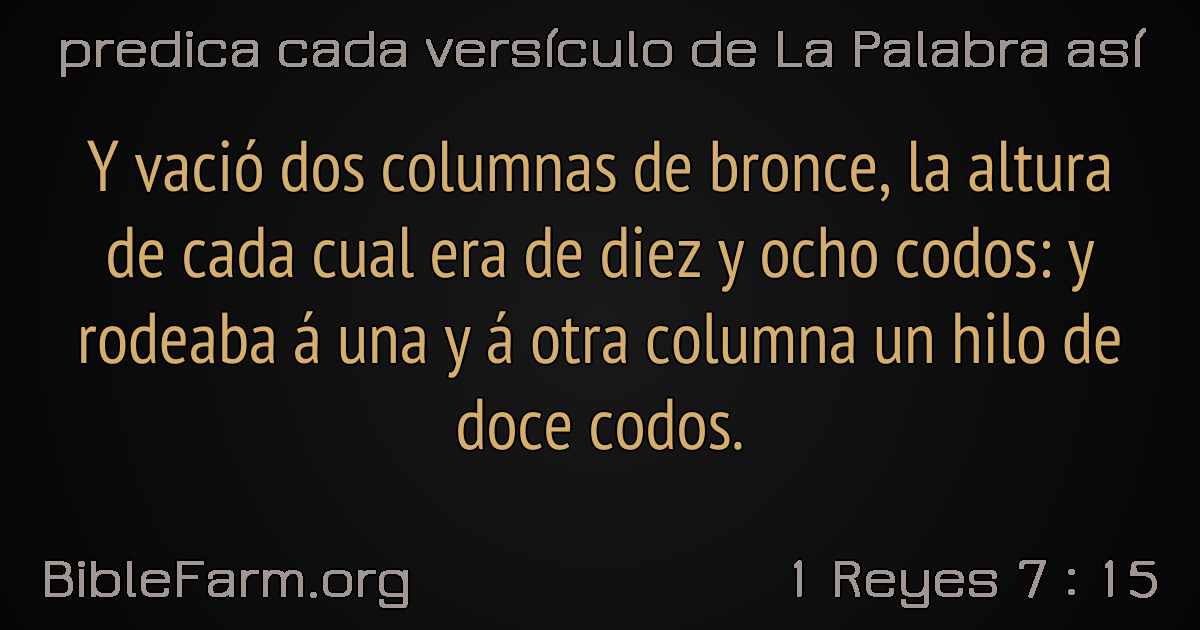 predica cada versículo de La Palabra así
Y vació dos columnas de bronce, la altura
de cada cual era de diez y ocho codos: y
rodeaba á una y á otra columna un hilo de
doce codos.
BibleFarm.org
1 Reyes 7 : 15